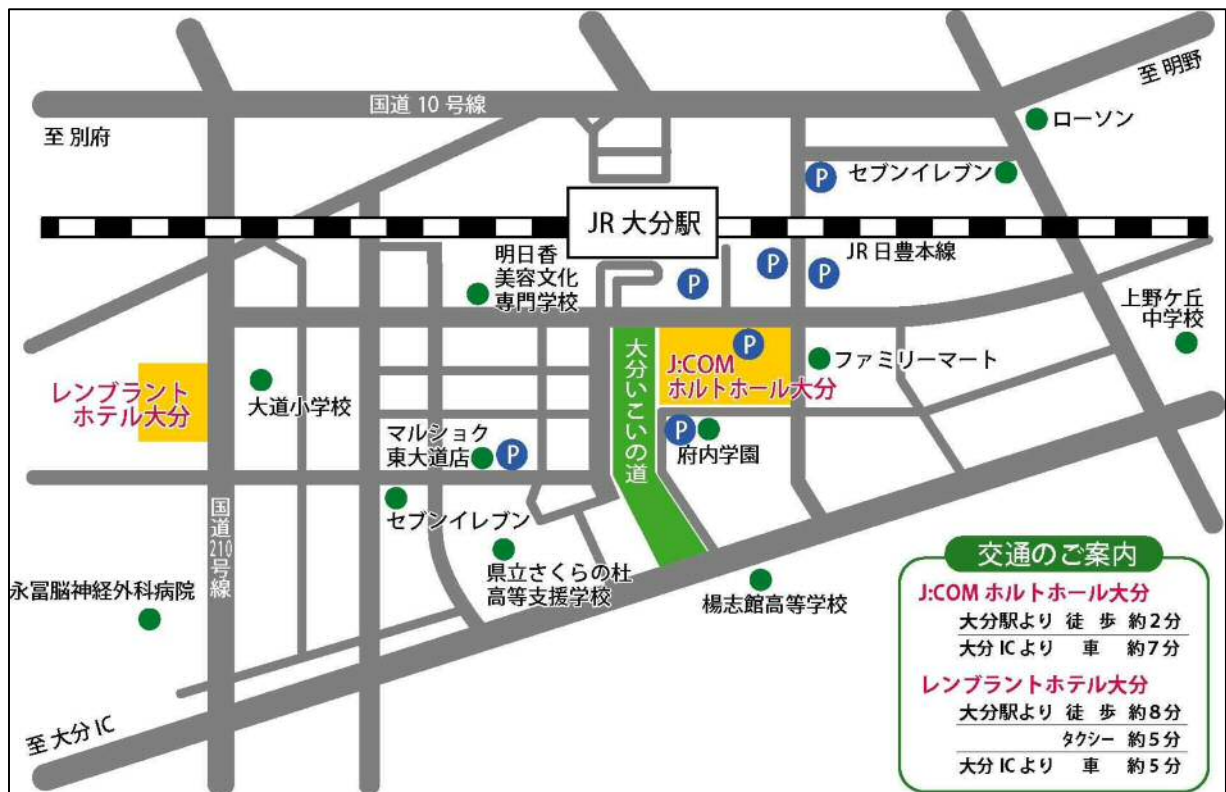 至 明野
国道 10 号線
至 別府
ローソン
P
セブンイレブン
JR 大分駅
JR 日豊本線
明日香
美容文化
専門学校
P
P
P
上野ケ丘
中学校
レンブラント
ホテル大分
大道小学校
大分いこいの道
P
J:COM
ホルトホール大分
ファミリーマート
マルショク
東大道店
P
P
府内学園
セブンイレブン
国道210号線
県立さくらの杜
高等支援学校
楊志館高等学校
永冨脳神経外科病院
至 大分 IC
交通のご案内
J:COM ホルトホール大分
大分駅より 徒 歩 約2分
大分 IC より 車 約7分
レンブラントホテル大分
大分駅より 徒 歩 約8分
タクシー 約5分
大分 IC より 車 約5分